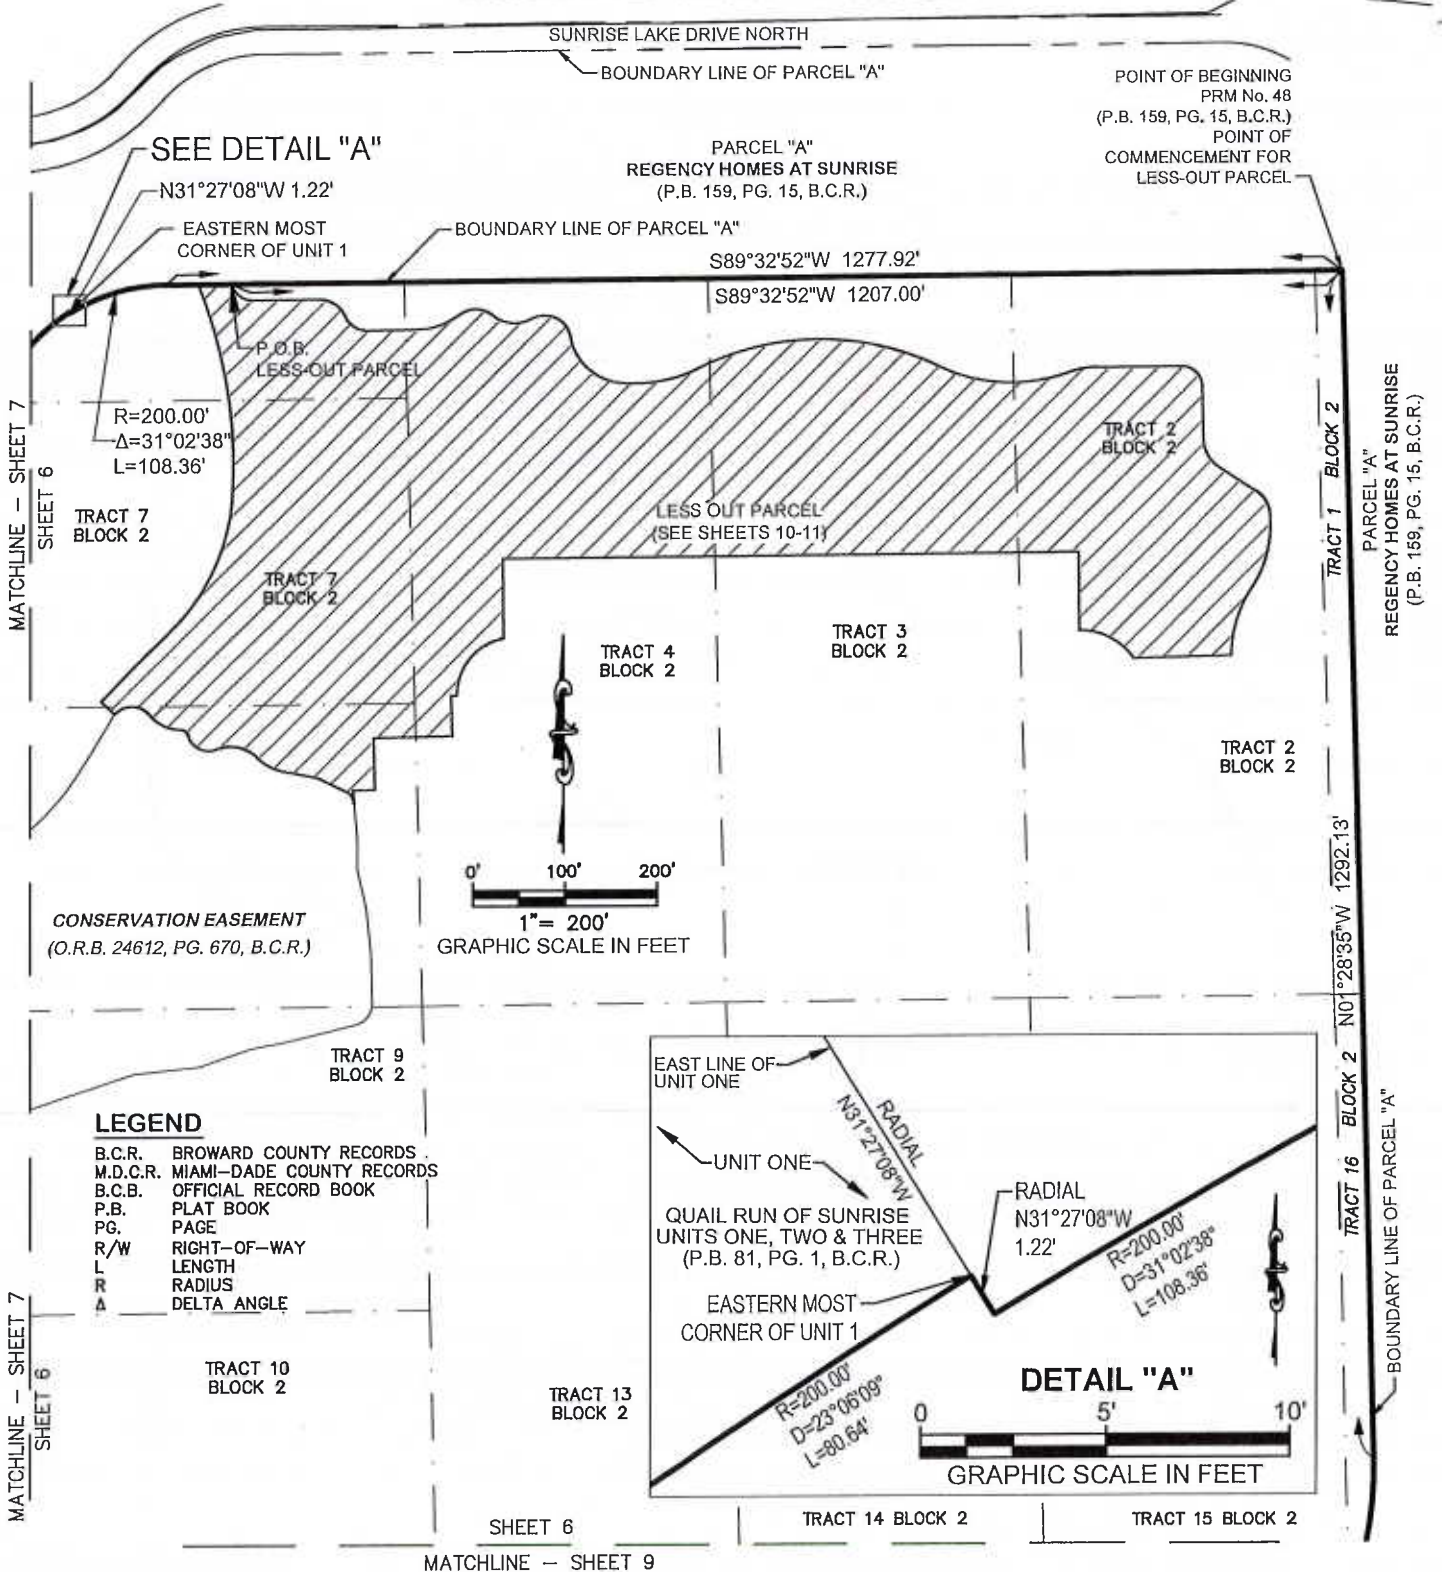 SUNRISE LAKE DRIVE NORTH
BOUNDARY LINE OF PARCEL "A"
POINT OF BEGINNING
PRM No. 48
(P.B. 159, PG. 15, B.C.R.)
POINT OF
COMMENCEMENT FOR
LESS-OUT PARCEL
SEE DETAIL "A"
PARCEL "A"
REGENCY HOMES AT SUNRISE
(P.B. 159, PG. 15, B.C.R.)
N31°27'08"W 1.22'
EASTERN MOST
CORNER OF UNIT 1
BOUNDARY LINE OF PARCEL "A"
S89°32'52"W 1277.92'
S89°32'52"W 1207.00'
P.O.B.
LESS-OUT PARCEL
R=200.00'
Δ=31°02'38"
L=108.36'
MATCHLINE - SHEET 7
SHEET 6
TRACT 7
BLOCK 2
TRACT 2
BLOCK 2
LESS OUT PARCEL
(SEE SHEETS 10-11)
TRACT 7
BLOCK 2
TRACT 1 BLOCK 2
PARCEL "A"
REGENCY HOMES AT SUNRISE
(P.B. 159, PG. 15, B.C.R.)
TRACT 4
BLOCK 2
TRACT 3
BLOCK 2
TRACT 2
BLOCK 2
N01°28'35"W 1292.13'
0' 100' 200'
1"= 200'
GRAPHIC SCALE IN FEET
CONSERVATION EASEMENT
(O.R.B. 24612, PG. 670, B.C.R.)
TRACT 9
BLOCK 2
LEGEND
B.C.R. BROWARD COUNTY RECORDS
M.D.C.R. MIAMI-DADE COUNTY RECORDS
B.C.B. OFFICIAL RECORD BOOK
P.B. PLAT BOOK
PG. PAGE
R/W RIGHT-OF-WAY
L LENGTH
R RADIUS
Δ DELTA ANGLE
EAST LINE OF
UNIT ONE
RADIAL
N31°27'08"W
UNIT ONE
QUAIL RUN OF SUNRISE
UNITS ONE, TWO & THREE
(P.B. 81, PG. 1, B.C.R.)
RADIAL
N31°27'08"W
1.22'
R=200.00'
D=31°02'38"
L=108.36'
EASTERN MOST
CORNER OF UNIT 1
R=200.00'
D=23°06'09"
L=80.64'
DETAIL "A"
0 5' 10'
GRAPHIC SCALE IN FEET
TRACT 16 BLOCK 2
BOUNDARY LINE OF PARCEL "A"
MATCHLINE - SHEET 7
SHEET 6
TRACT 10
BLOCK 2
TRACT 13
BLOCK 2
TRACT 14 BLOCK 2
TRACT 15 BLOCK 2
SHEET 6
MATCHLINE - SHEET 9